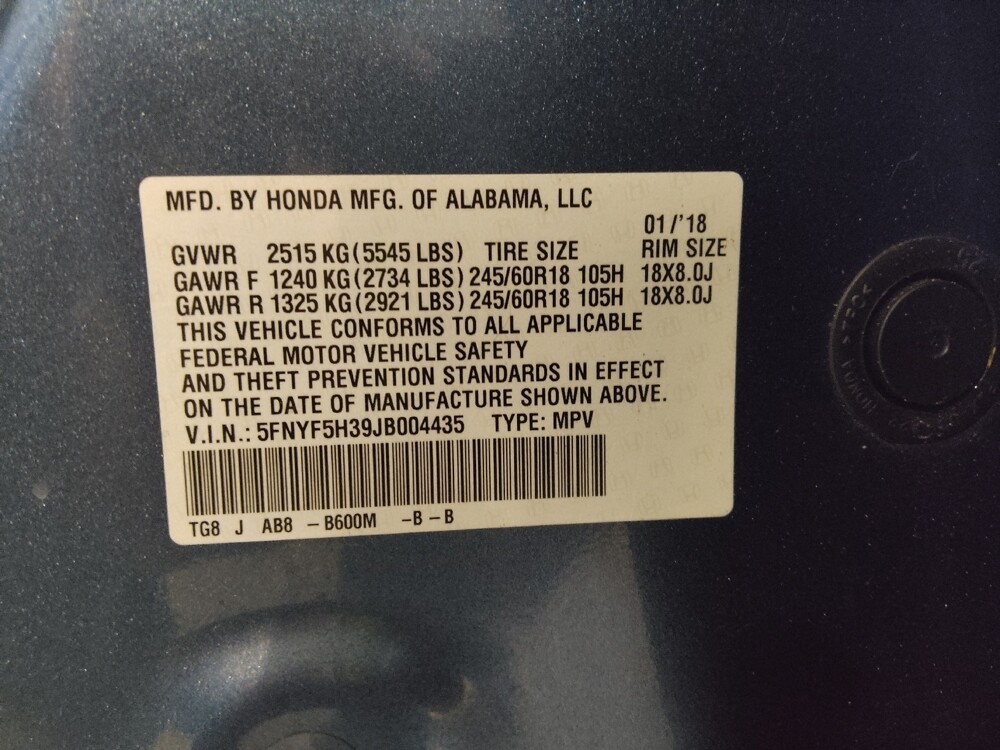 MFD. BY HONDA MFG. OF ALABAMA, LLC
01/'18
GVWR 2515 KG (5545 LBS) TIRE SIZE RIM SIZE
GAWR F 1240 KG (2734 LBS) 245/60R18 105H 18X8.0J
GAWR R 1325 KG (2921 LBS) 245/60R18 105H 18X8.0J
THIS VEHICLE CONFORMS TO ALL APPLICABLE
FEDERAL MOTOR VEHICLE SAFETY
AND THEFT PREVENTION STANDARDS IN EFFECT
ON THE DATE OF MANUFACTURE SHOWN ABOVE.
V.I.N.: 5FNYF5H39JB004435 TYPE: MPV
TG8 J AB8 - B600M -B - B